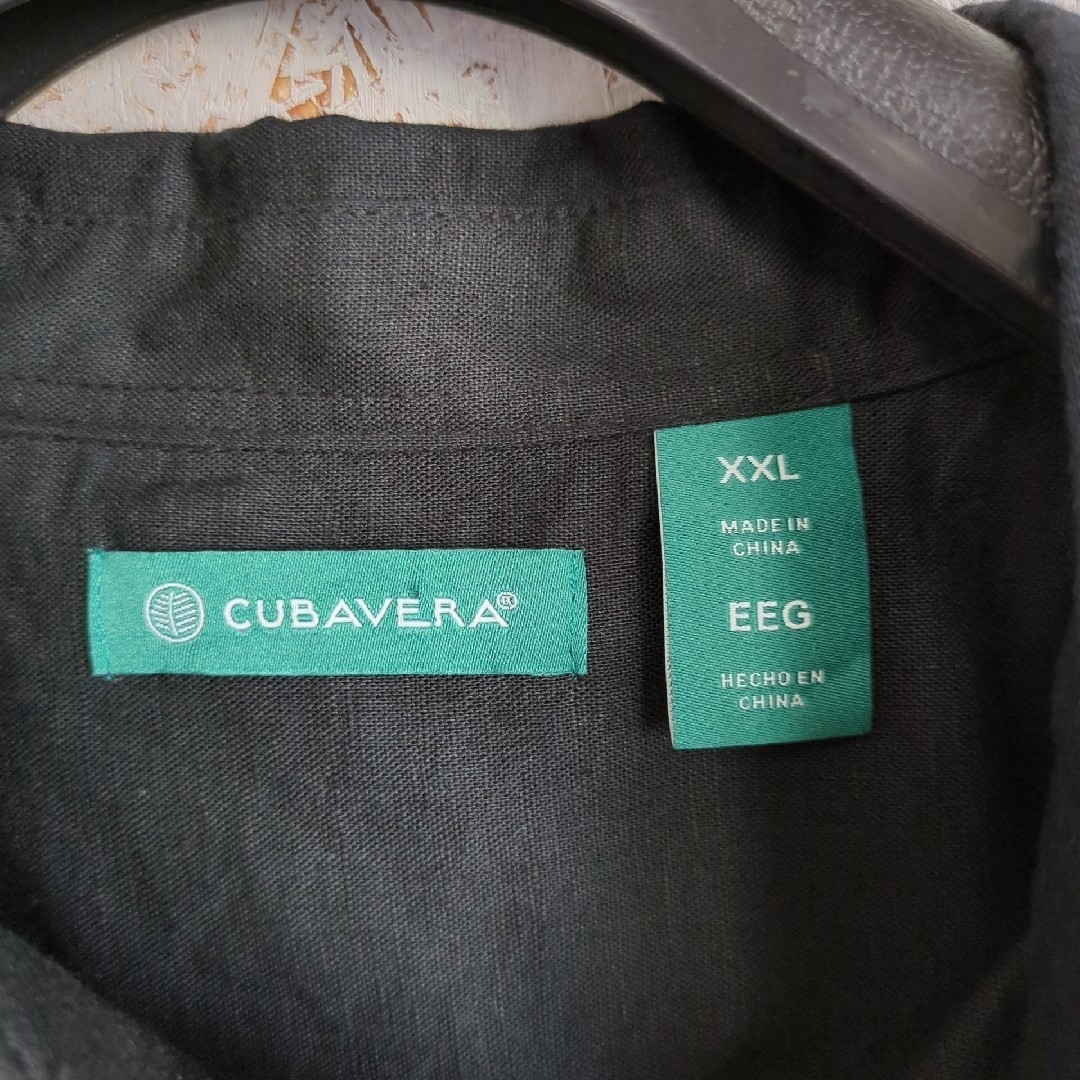 CUBAVERA®
XXL
MADE IN
CHINA
EEG
HECHO EN
CHINA